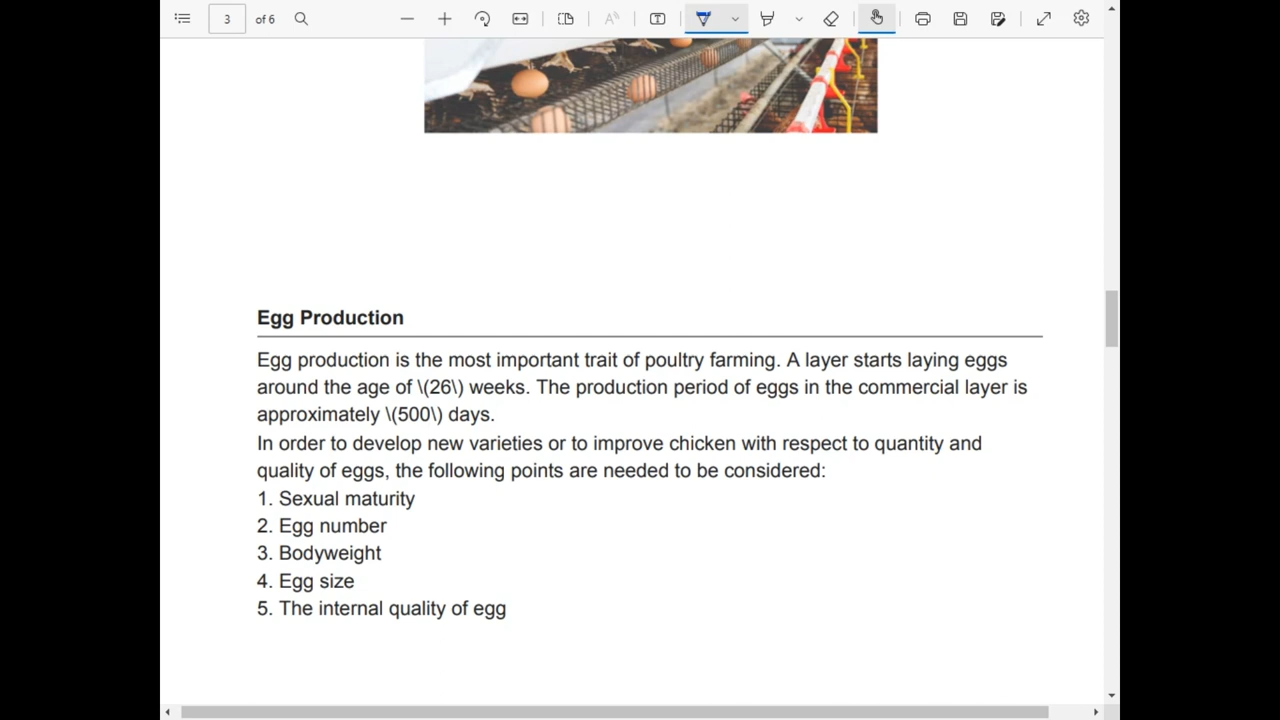 3 of 6
Egg Production
Egg production is the most important trait of poultry farming. A layer starts laying eggs
around the age of \(26\) weeks. The production period of eggs in the commercial layer is
approximately \(500\) days.
In order to develop new varieties or to improve chicken with respect to quantity and
quality of eggs, the following points are needed to be considered:
1. Sexual maturity
2. Egg number
3. Bodyweight
4. Egg size
5. The internal quality of egg